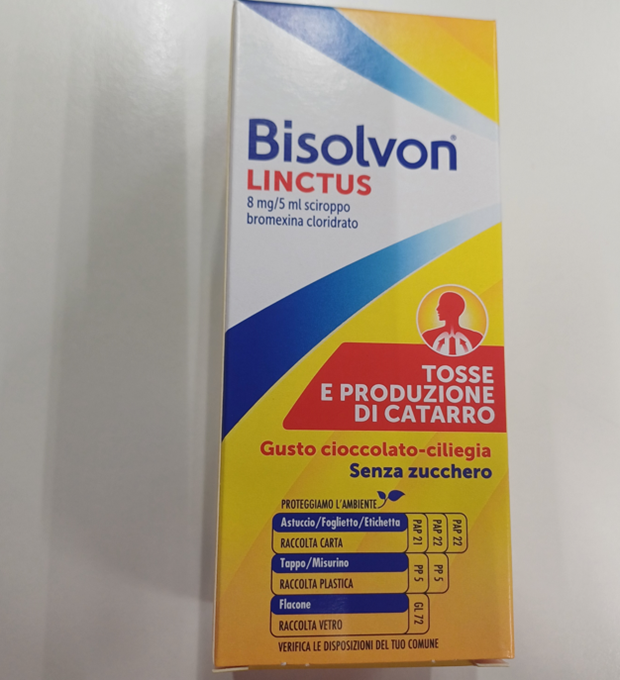 Bisolvon®
LINCTUS
8 mg/5 ml sciroppo
bromexina cloridrato
TOSSE
E PRODUZIONE
DI CATARRO
Gusto cioccolato-ciliegia
Senza zucchero
PROTEGGIAMO L'AMBIENTE
Astuccio/Foglietto/Etichetta
RACCOLTA CARTA
PAP 21
PAP 22
PAP 22
Tappo/Misurino
RACCOLTA PLASTICA
PP 5
PP 5
Flacone
RACCOLTA VETRO
GL 72
VERIFICA LE DISPOSIZIONI DEL TUO COMUNE